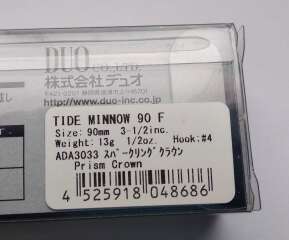 DUO CO.,LTD.
株式会社デュオ
http://www.duo-inc.co.jp
TIDE MINNOW 90 F
Size: 90mm 3-1/2inc.
Weight: 13g 1/2oz. Hook:#4
ADA3033 スパークリングクラウン
Prism Crown
4 525918 048686